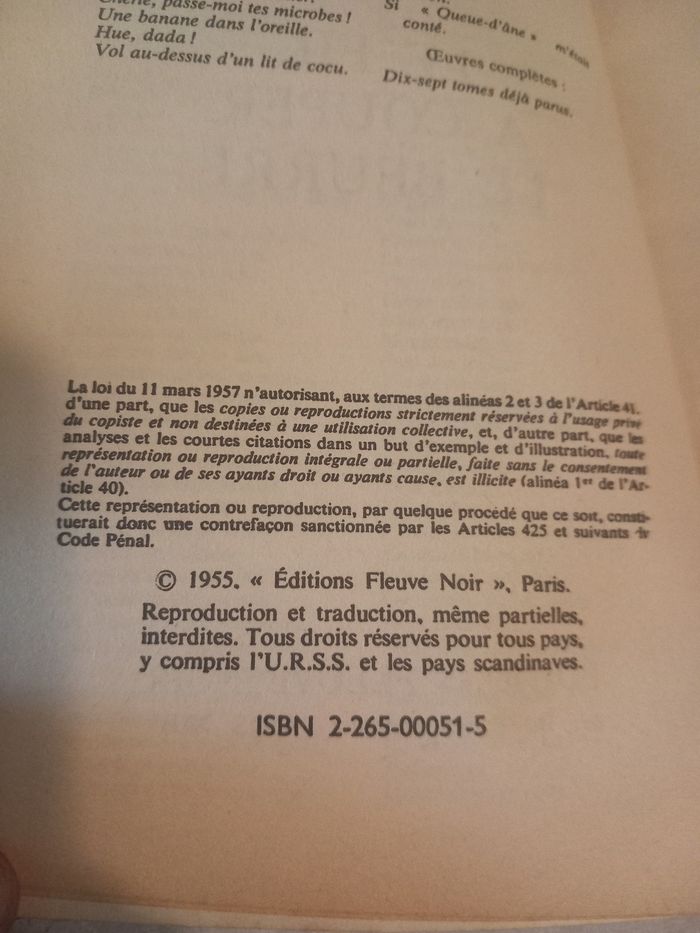 Chérie, passe-moi tes microbes !
Une banane dans l'oreille.
Hue, dada !
Vol au-dessus d'un lit de cocu.
Si « Queue-d'âne » m'était
conté.
Œuvres complètes :
Dix-sept tomes déjà parus.
La loi du 11 mars 1957 n'autorisant, aux termes des alinéas 2 et 3 de l'Article 41,
d'une part, que les copies ou reproductions strictement réservées à l'usage privé
du copiste et non destinées à une utilisation collective, et, d'autre part, que les
analyses et les courtes citations dans un but d'exemple et d'illustration, toute
représentation ou reproduction intégrale ou partielle, faite sans le consentement
de l'auteur ou de ses ayants droit ou ayants cause, est illicite (alinéa 1er de l'Ar-
ticle 40).
Cette représentation ou reproduction, par quelque procédé que ce soit, consti-
tuerait donc une contrefaçon sanctionnée par les Articles 425 et suivants du
Code Pénal.
© 1955. « Éditions Fleuve Noir », Paris.
Reproduction et traduction, même partielles,
interdites. Tous droits réservés pour tous pays,
y compris l'U.R.S.S. et les pays scandinaves.
ISBN 2-265-00051-5